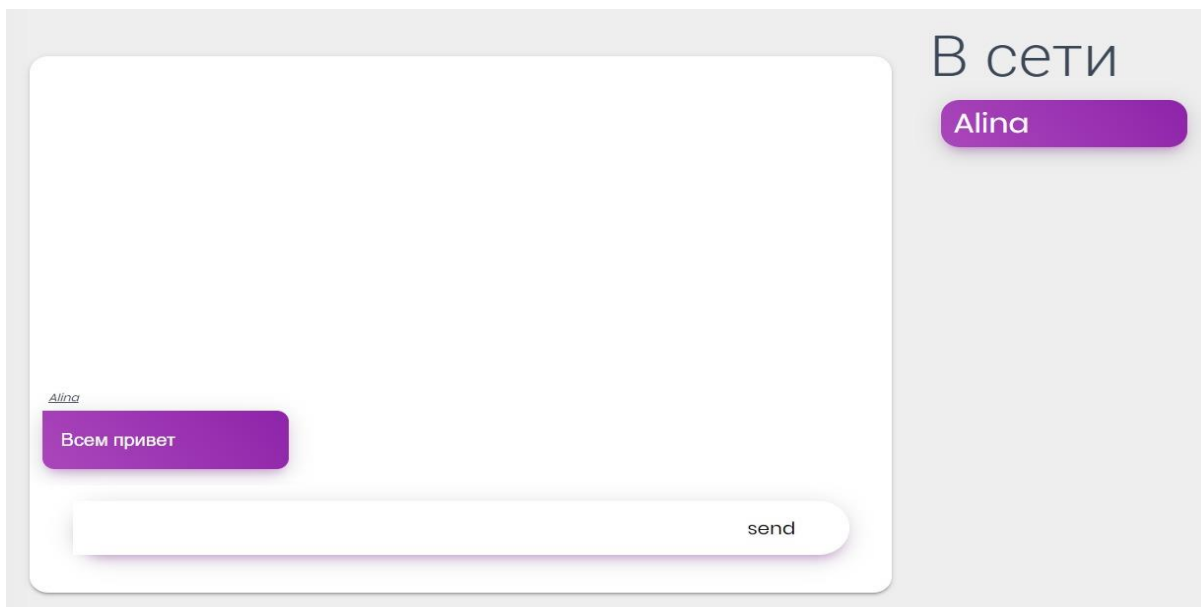 В сети
Alina
Alina
Всем привет
send